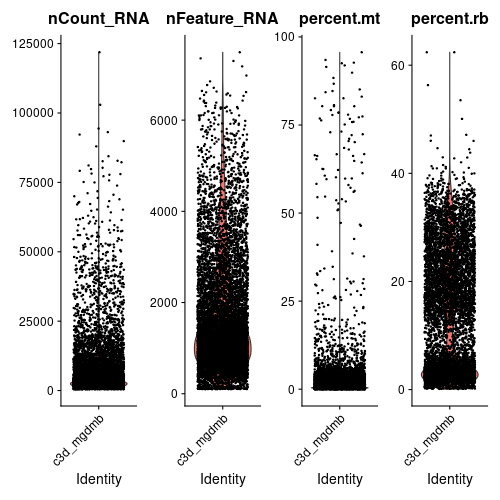 nCount_RNA
125000
100000
75000
50000
25000
0
c3d_mgdmb
Identity
nFeature_RNA
6000
4000
2000
0
c3d_mgdmb
Identity
percent.mt
100
75
50
25
0
c3d_mgdmb
Identity
percent.rb
60
40
20
0
c3d_mgdmb
Identity